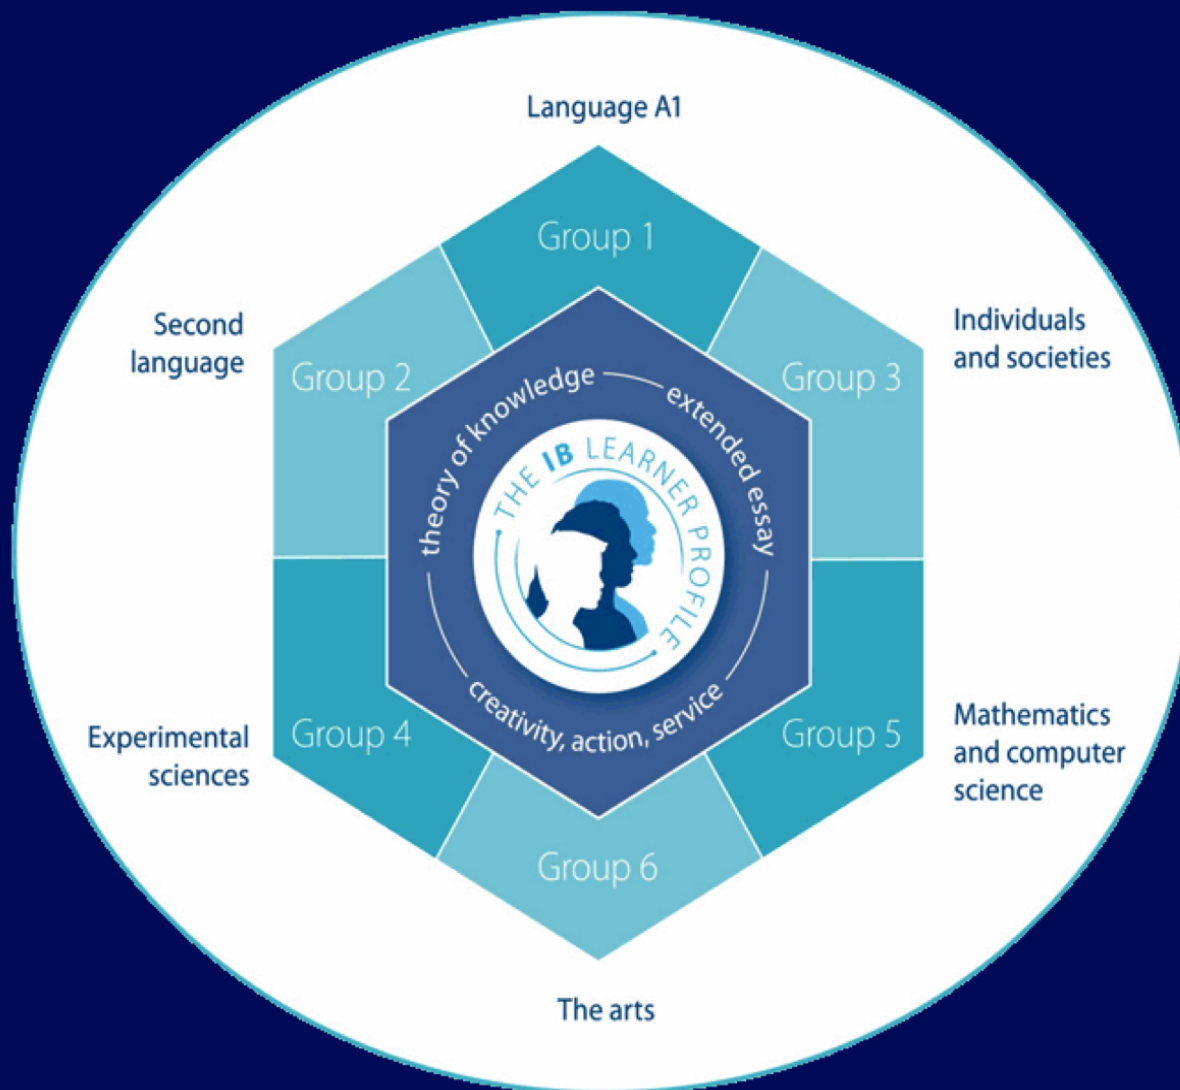 Language A1
Group 1
Second
language
Group 2
Individuals
and societies
Group 3
theory of knowledge
extended essay
THE IB LEARNER PROFILE
creativity, action, service
Experimental
sciences
Group 4
Mathematics
and computer
science
Group 5
Group 6
The arts